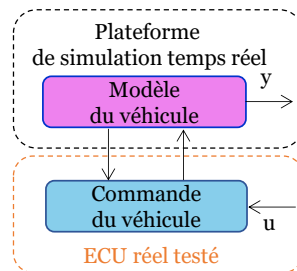 Plateforme
de simulation temps réel
Modèle
du véhicule
y
Commande
du véhicule
u
ECU réel testé